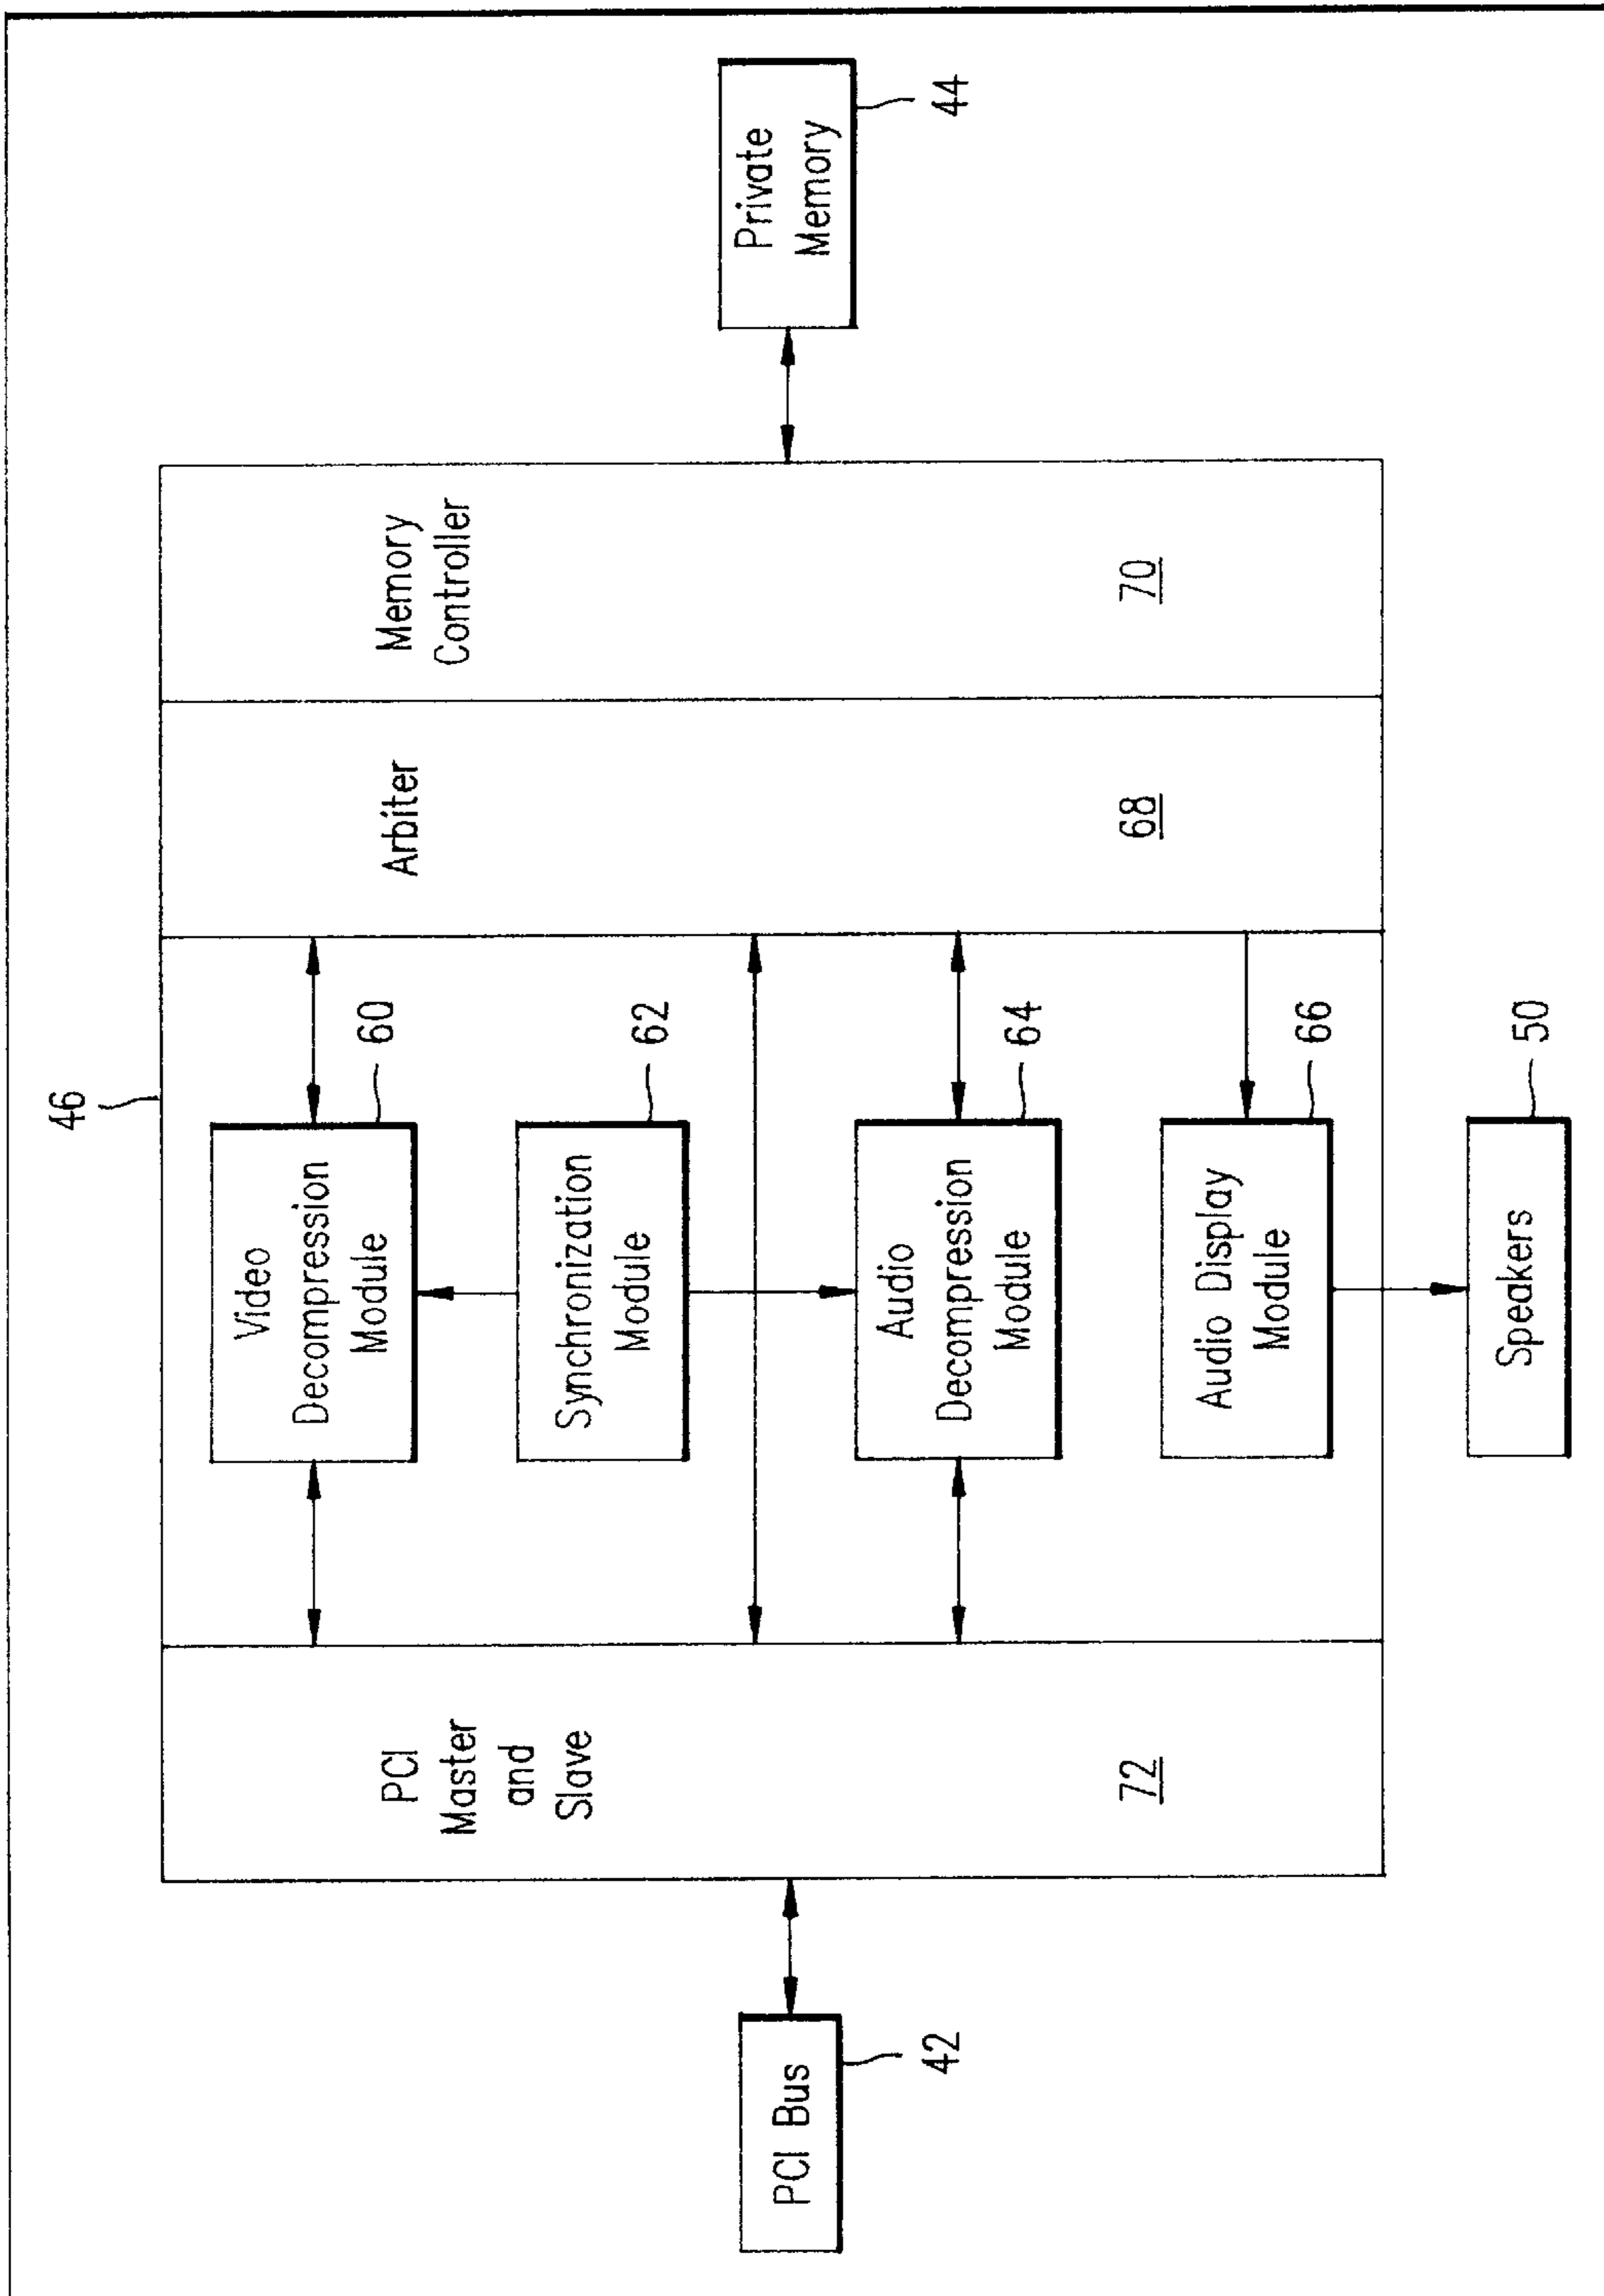 46
PCI
Master
and
Slave
72
Video
Decompression
Module
60
Synchronization
Module
62
Audio
Decompression
Module
64
Audio Display
Module
66
Arbiter
68
Memory
Controller
70
PCI Bus
42
Private
Memory
44
Speakers
50